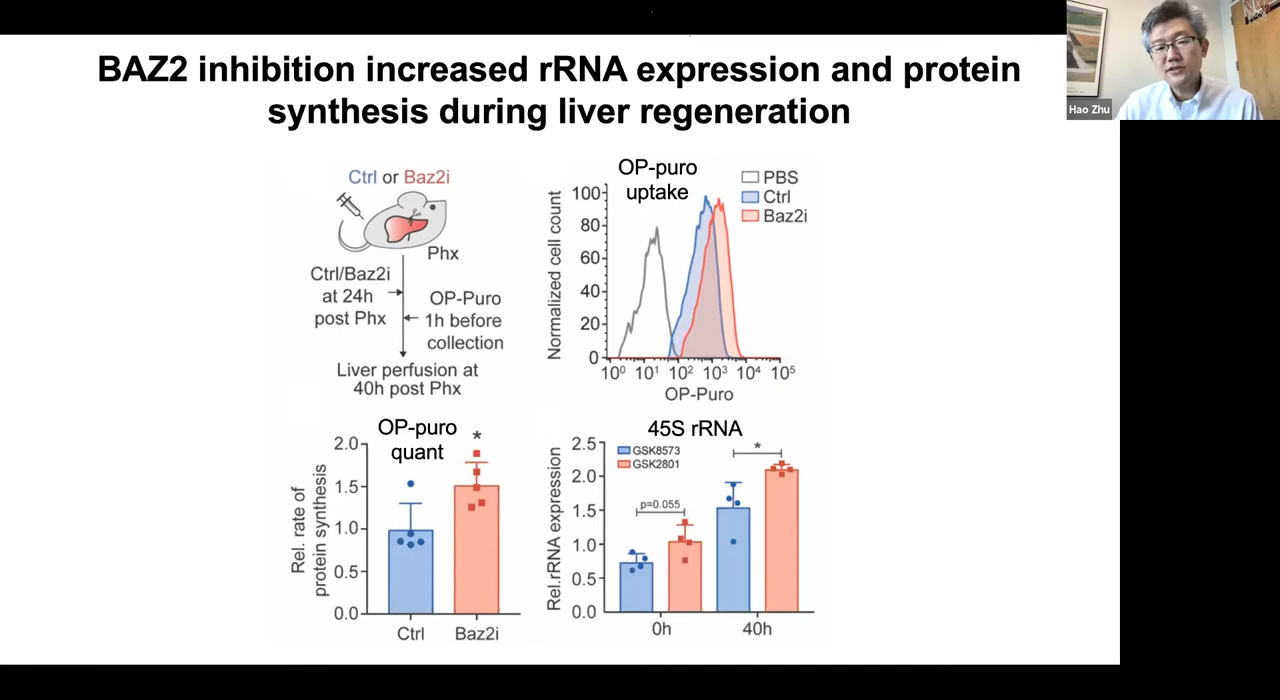 BAZ2 inhibition increased rRNA expression and protein
synthesis during liver regeneration
Hao Zhu
Ctrl or Baz2i
Phx
Ctrl/Baz2i
at 24h
post Phx
OP-Puro
1h before
collection
Liver perfusion at
40h post Phx
OP-puro
uptake
PBS
Ctrl
Baz2i
Normalized cell count
100
80
60
40
20
0
10⁰ 10¹ 10² 10³ 10⁴ 10⁵
OP-Puro
OP-puro
quant
*
Rel. rate of
protein synthesis
2.0
1.5
1.0
0.5
0.0
Ctrl Baz2i
45S rRNA
GSK8573
GSK2801
*
p=0.055
Rel.rRNA expression
2.5
2.0
1.5
1.0
0.5
0.0
0h 40h